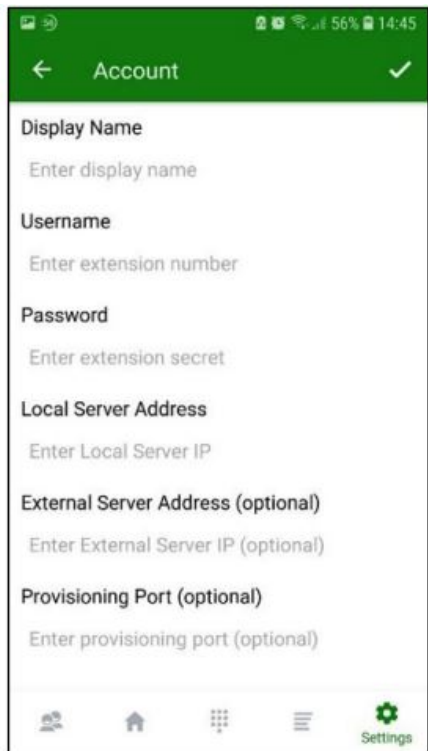 56% 14:45
Account
Display Name
Enter display name
Username
Enter extension number
Password
Enter extension secret
Local Server Address
Enter Local Server IP
External Server Address (optional)
Enter External Server IP (optional)
Provisioning Port (optional)
Enter provisioning port (optional)
Settings